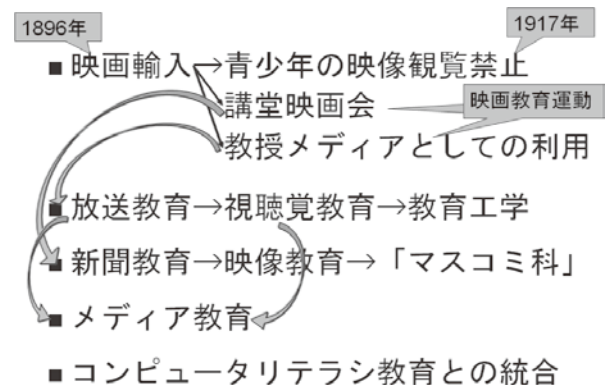 1896年
1917年
■ 映画輸入→青少年の映像観覧禁止
講堂映画会
映画教育運動
教授メディアとしての利用
■ 放送教育→視聴覚教育→教育工学
■ 新聞教育→映像教育→「マスコミ科」
■ メディア教育
■ コンピュータリテラシ教育との統合